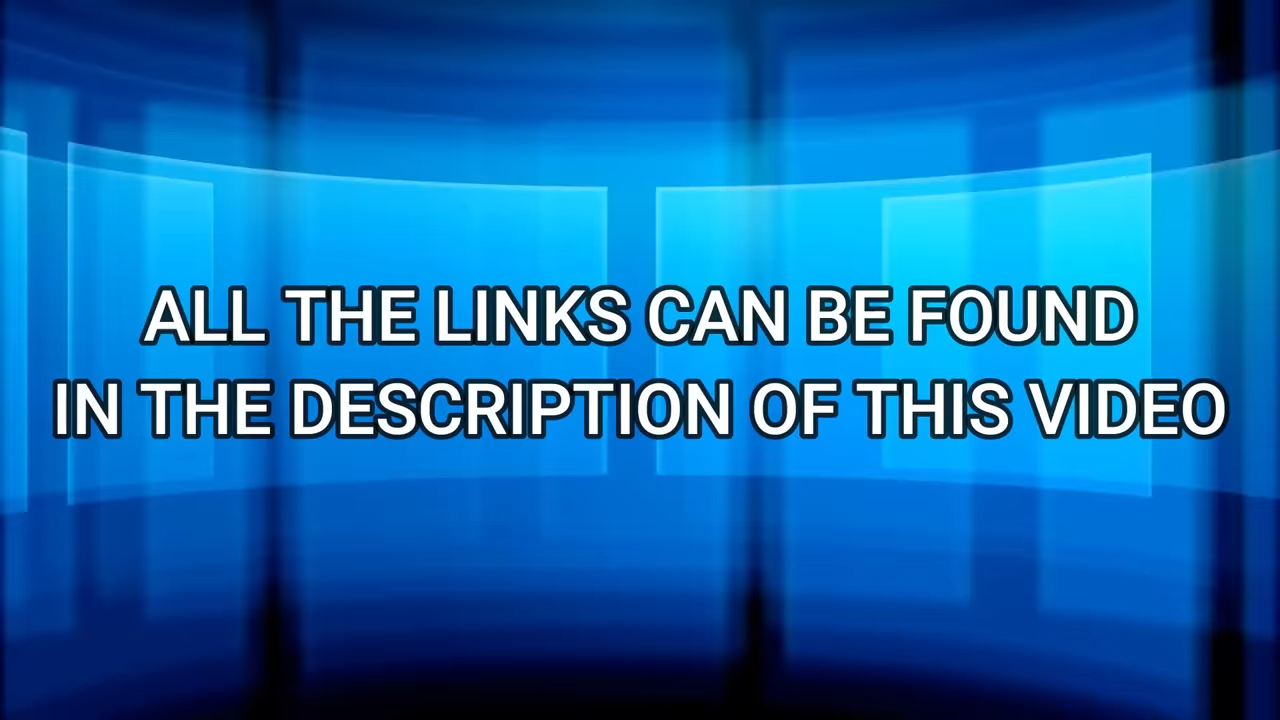 ALL THE LINKS CAN BE FOUND
IN THE DESCRIPTION OF THIS VIDEO